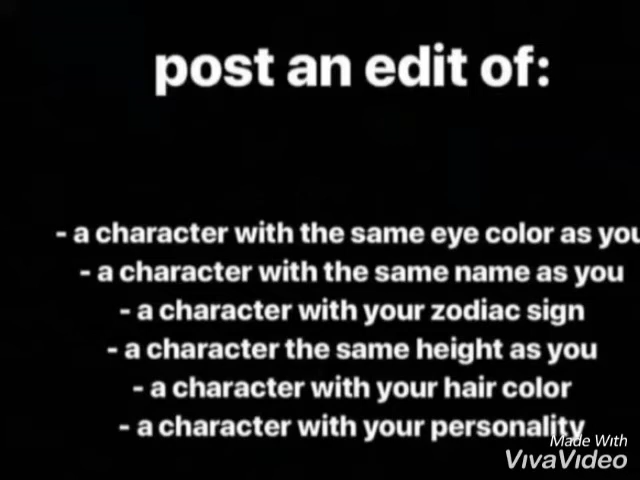 post an edit of:
- a character with the same eye color as you
- a character with the same name as you
- a character with your zodiac sign
- a character the same height as you
- a character with your hair color
- a character with your personality
Made With
VivaVideo